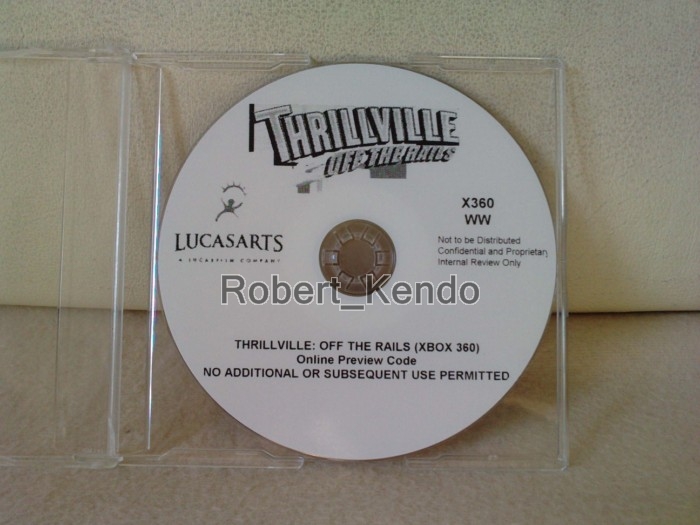 THRILLVILLE
OFF THE RAILS
X360
WW
LUCASARTS
A LUCASFILM COMPANY
Not to be Distributed
Confidential and Proprietary
Internal Review Only
Robert_Kendo
THRILLVILLE: OFF THE RAILS (XBOX 360)
Online Preview Code
NO ADDITIONAL OR SUBSEQUENT USE PERMITTED